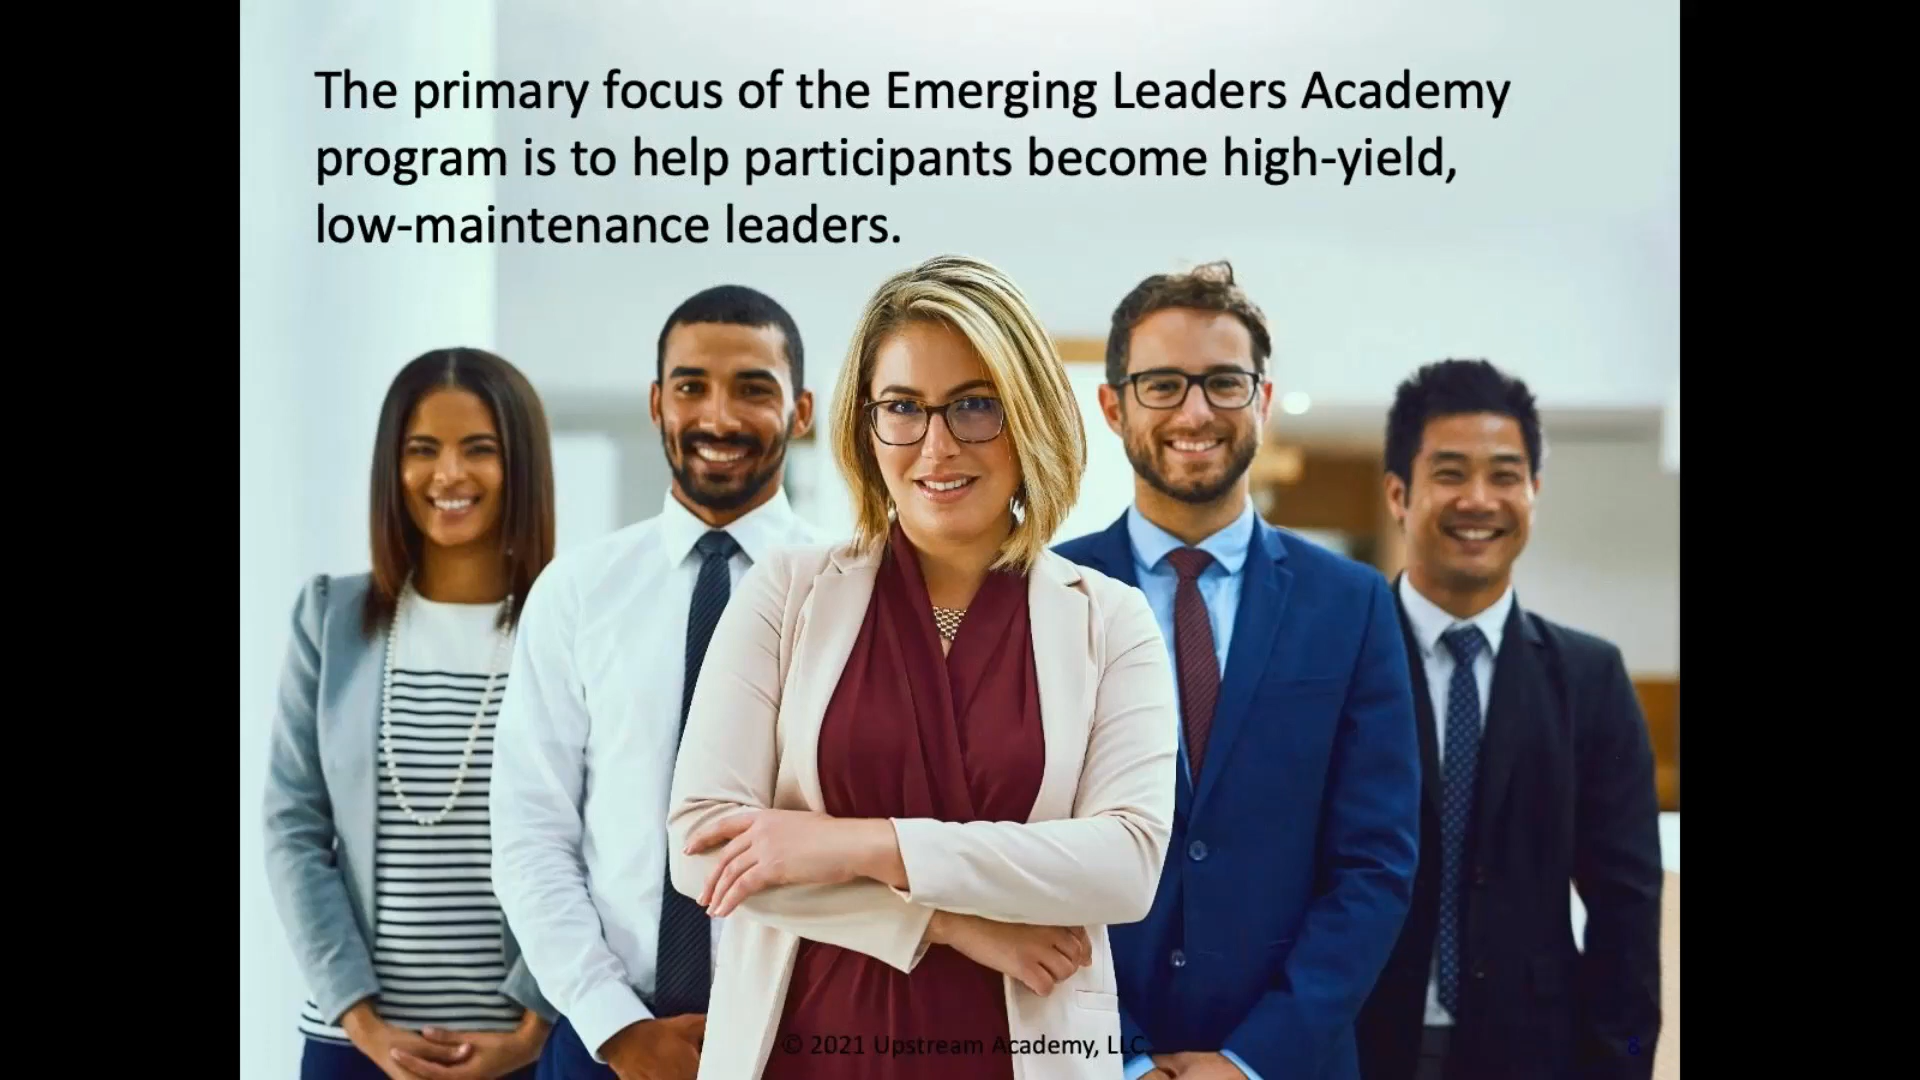 The primary focus of the Emerging Leaders Academy
program is to help participants become high-yield,
low-maintenance leaders.
© 2021 Upstream Academy, LLC.
8